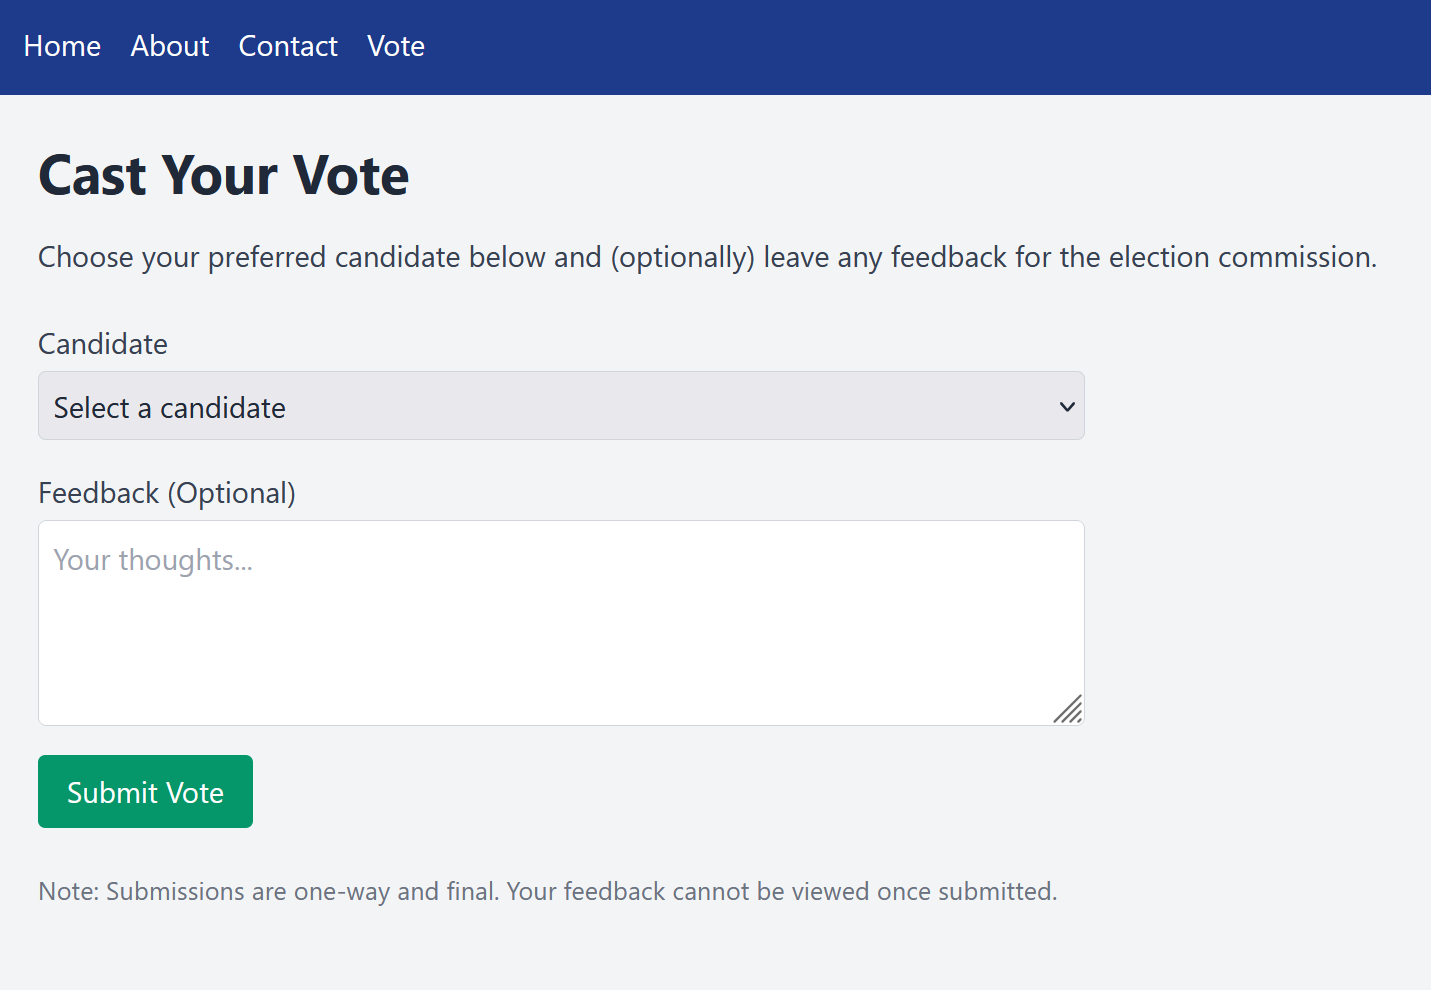 Home About Contact Vote
Cast Your Vote
Choose your preferred candidate below and (optionally) leave any feedback for the election commission.
Candidate
Select a candidate
Feedback (Optional)
Your thoughts...
Submit Vote
Note: Submissions are one-way and final. Your feedback cannot be viewed once submitted.